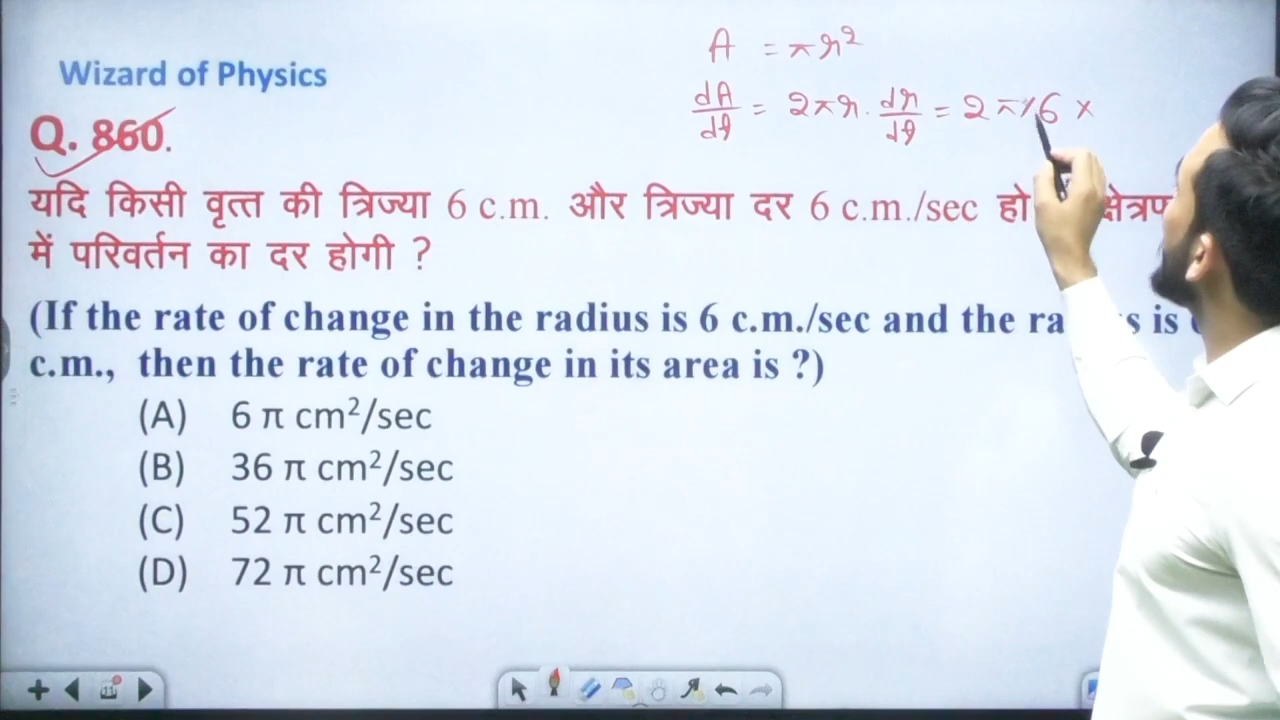 Wizard of Physics
A = πr²
dA/dt = 2πr. dr/dt = 2π×6 ×
Q. 860.
यदि किसी वृत्त की त्रिज्या 6 c.m. और त्रिज्या दर 6 c.m./sec हो
में परिवर्तन का दर होगी ?
(If the rate of change in the radius is 6 c.m./sec and the is
c.m., then the rate of change in its area is ?)
(A) 6 π cm²/sec
(B) 36 π cm²/sec
(C) 52 π cm²/sec
(D) 72 π cm²/sec